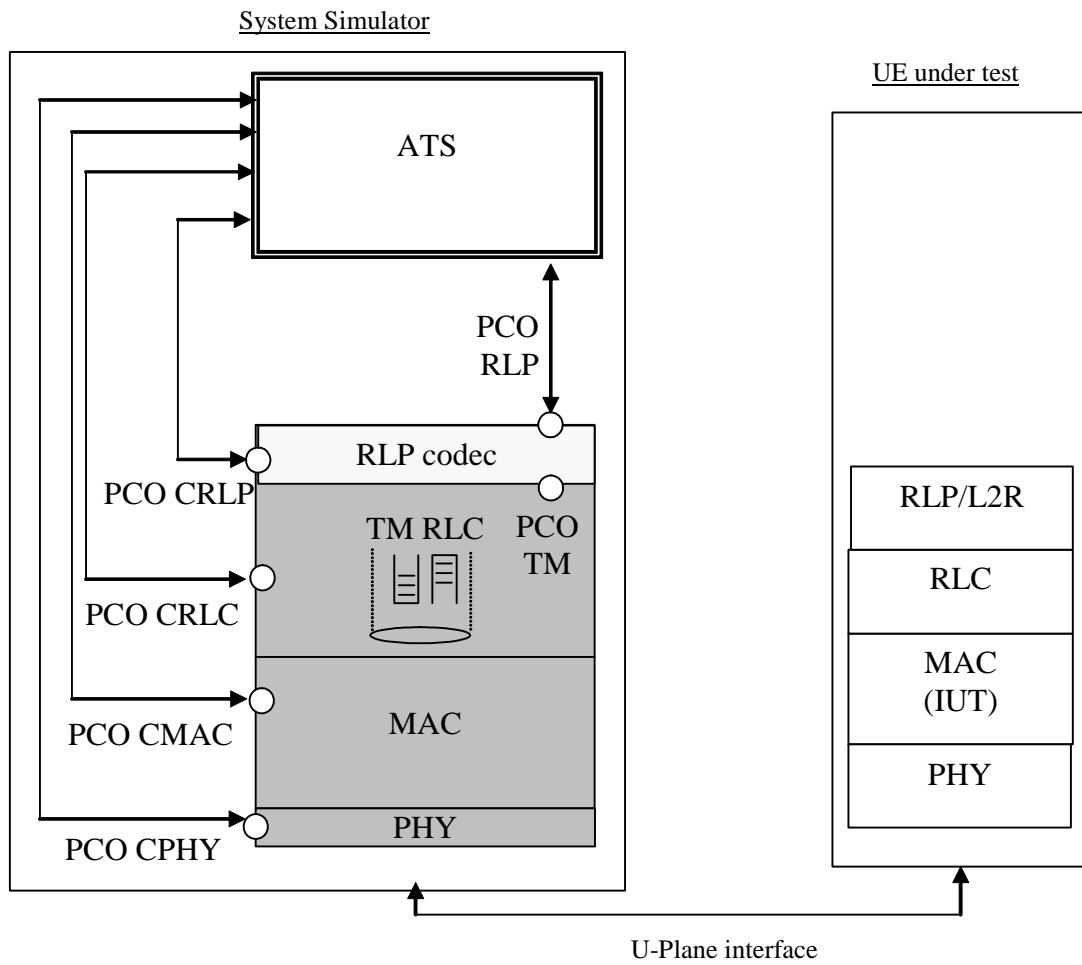 System Simulator
UE under test
ATS
PCO
RLP
RLP codec
PCO CRLP
TM RLC
PCO
TM
PCO CRLC
MAC
PCO CMAC
PHY
PCO CPHY
RLP/L2R
RLC
MAC
(IUT)
PHY
U-Plane interface